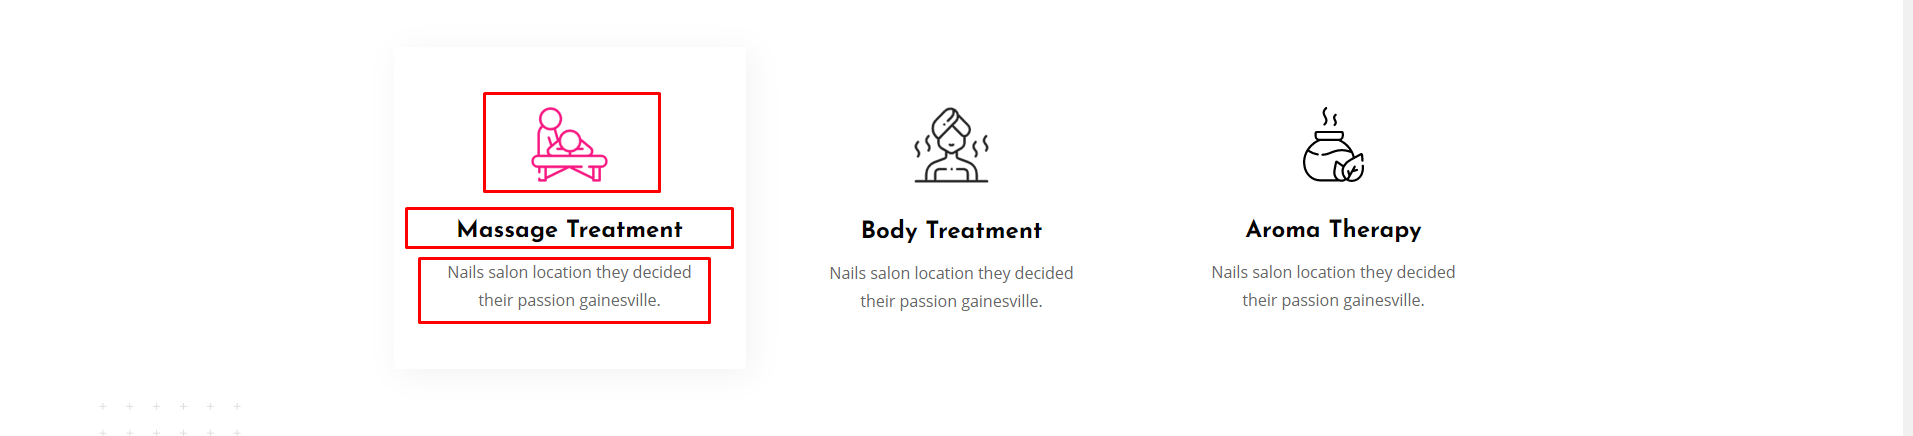 Massage Treatment
Nails salon location they decided
their passion gainesville.
Body Treatment
Nails salon location they decided
their passion gainesville.
Aroma Therapy
Nails salon location they decided
their passion gainesville.